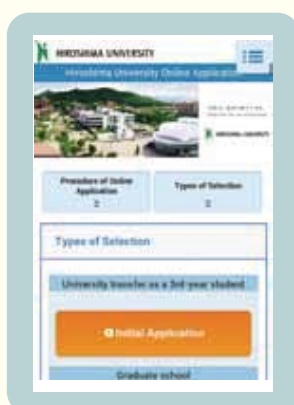 HIROSHIMA UNIVERSITY
Hiroshima University Online Application
HIROSHIMA UNIVERSITY
Procedure of Online
Application
Types of Selection
Types of Selection
University transfer as a 3rd-year student
Initial Application
Graduate school